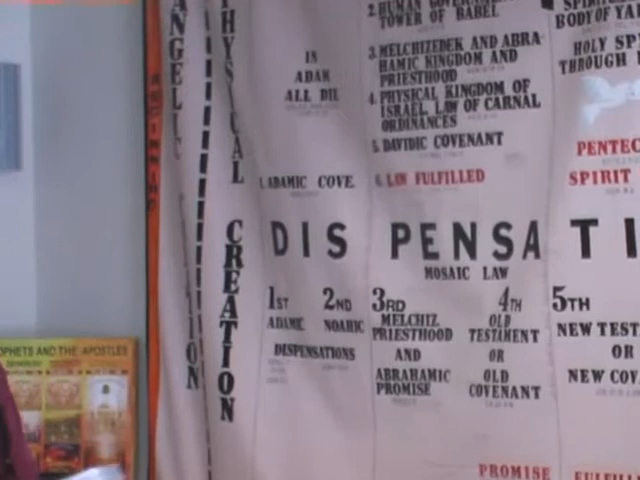 ANGELIC
PHYSICAL CREATION
BEGINNING
IN
ADAM
ALL DIE
1. ADAMIC COVE.
2. HUMAN GOVERNMENT
TOWER OF BABEL
3. MELCHIZEDEK AND ABRA-
HAMIC KINGDOM AND
PRIESTHOOD
4. PHYSICAL KINGDOM OF
ISRAEL, LAW OF CARNAL
ORDINANCES
5. DAVIDIC COVENANT
6. LAW FULFILLED
BODY OF YA
HOLY SP
THROUGH
PENTEC
SPIRIT
DISPENSATI
MOSAIC LAW
1ST 2ND 3RD 4TH 5TH
ADAMIC NOAHIC
DISPENSATIONS
MELCHIZ.
PRIESTHOOD
AND
ABRAHAMIC
PROMISE
OLD
TESTAMENT
OR
OLD
COVENANT
NEW TEST
OR
NEW COV
PROMISE
FULFILL
OPHETS AND THE APOSTLES